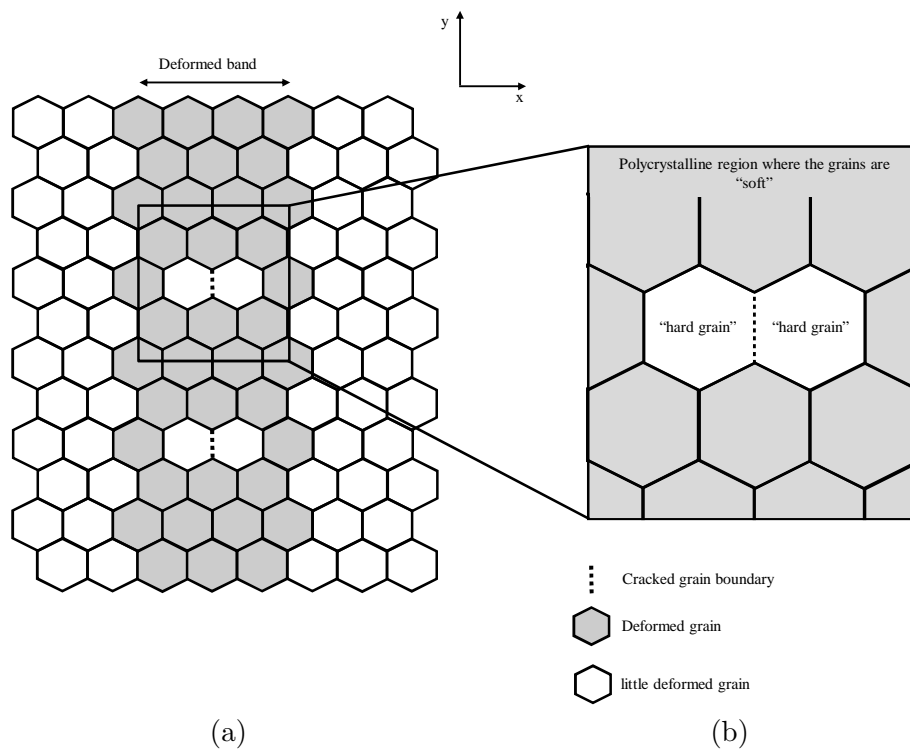 y
x
Deformed band
Polycrystalline region where the grains are
“soft”
“hard grain”
“hard grain”
Cracked grain boundary
Deformed grain
little deformed grain
(a)
(b)